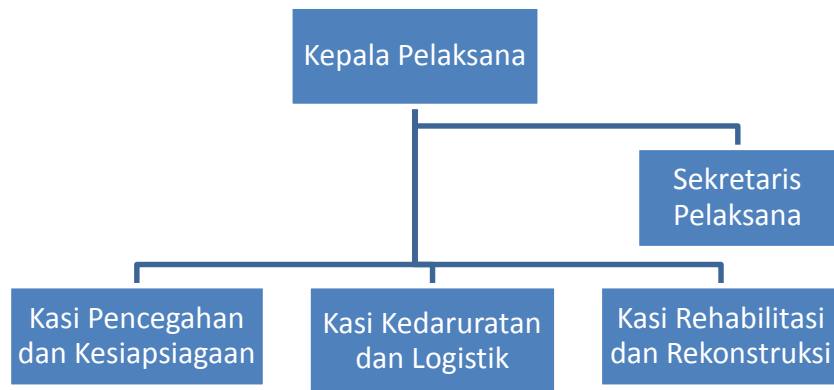 Kepala Pelaksana
Sekretaris
Pelaksana
Kasi Pencegahan
dan Kesiapsiagaan
Kasi Kedaruratan
dan Logistik
Kasi Rehabilitasi
dan Rekonstruksi